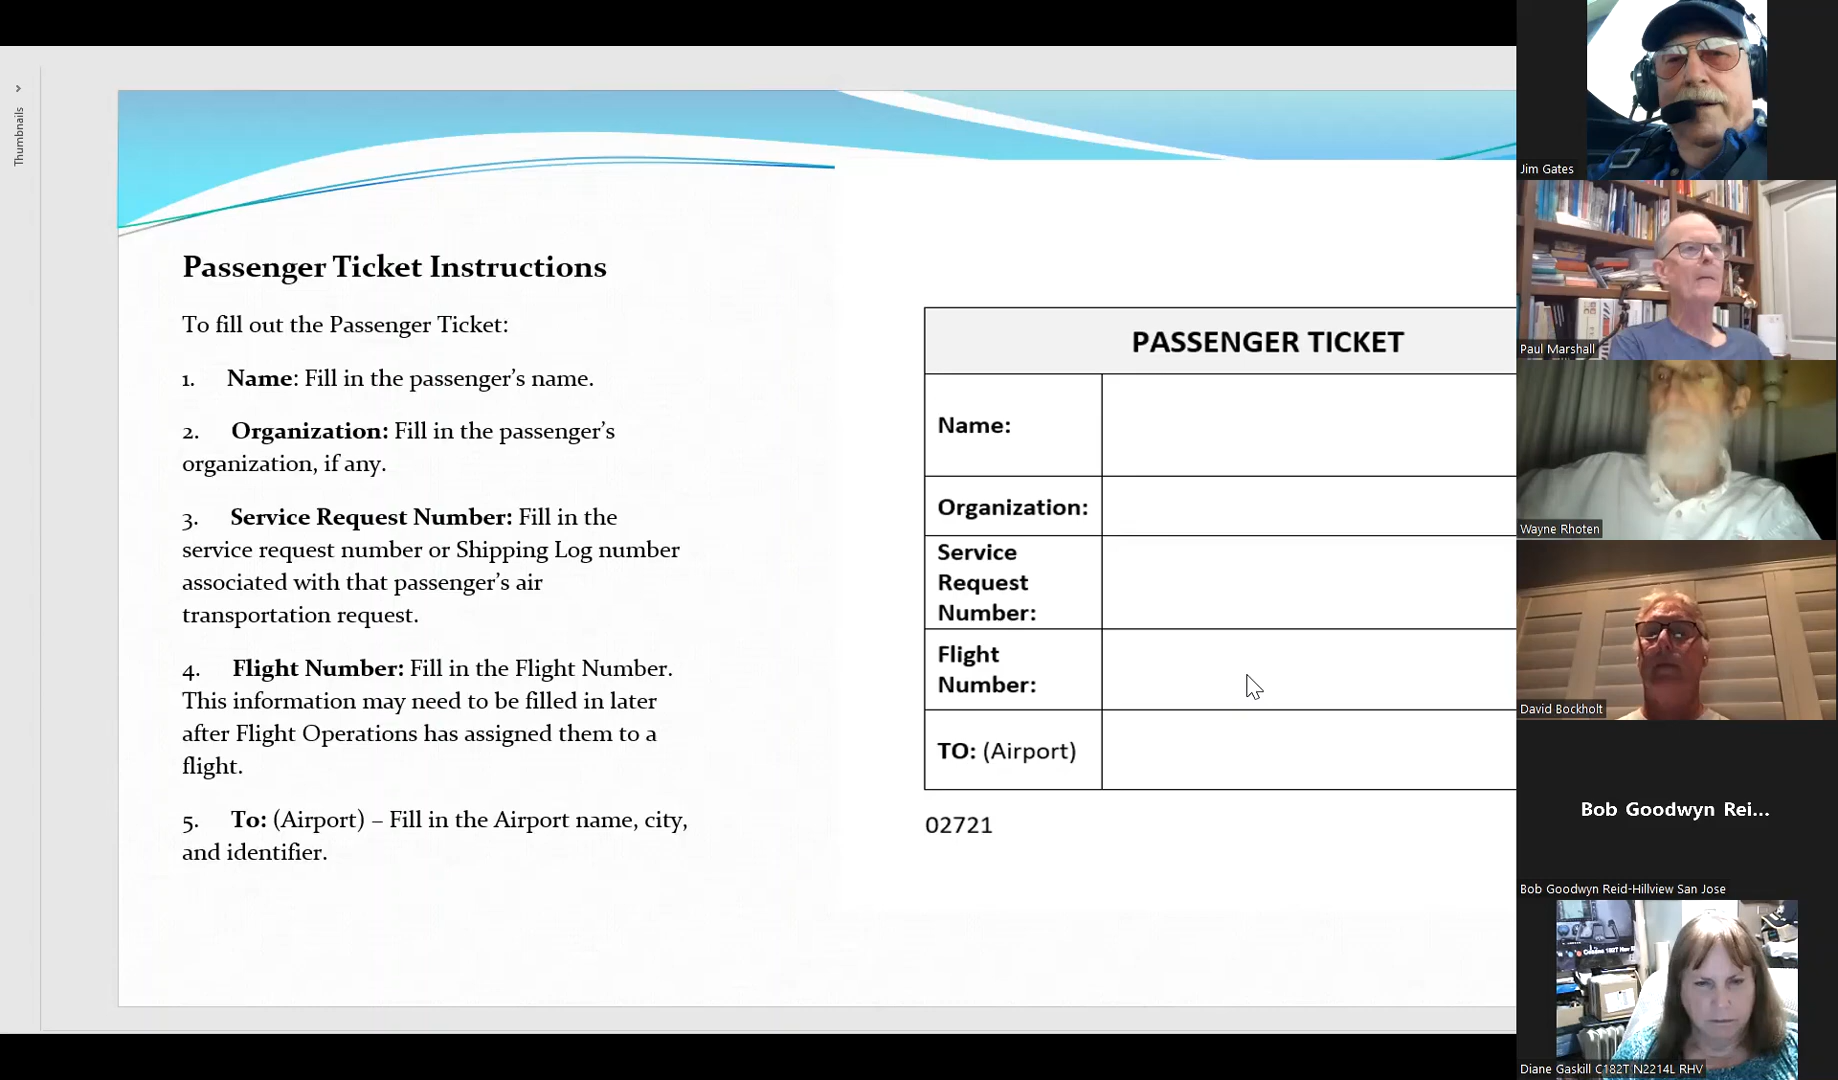 Thumbnails
Passenger Ticket Instructions
To fill out the Passenger Ticket:
1. Name: Fill in the passenger’s name.
2. Organization: Fill in the passenger’s
organization, if any.
3. Service Request Number: Fill in the
service request number or Shipping Log number
associated with that passenger’s air
transportation request.
4. Flight Number: Fill in the Flight Number.
This information may need to be filled in later
after Flight Operations has assigned them to a
flight.
5. To: (Airport) – Fill in the Airport name, city,
and identifier.
PASSENGER TICKET
Name:
Organization:
Service
Request
Number:
Flight
Number:
TO: (Airport)
02721
Jim Gates
Paul Marshall
Wayne Rhoten
David Bockholt
Bob Goodwyn Rei...
Bob Goodwyn Reid-Hillview San Jose
Diane Gaskill C182T N2214L RHV